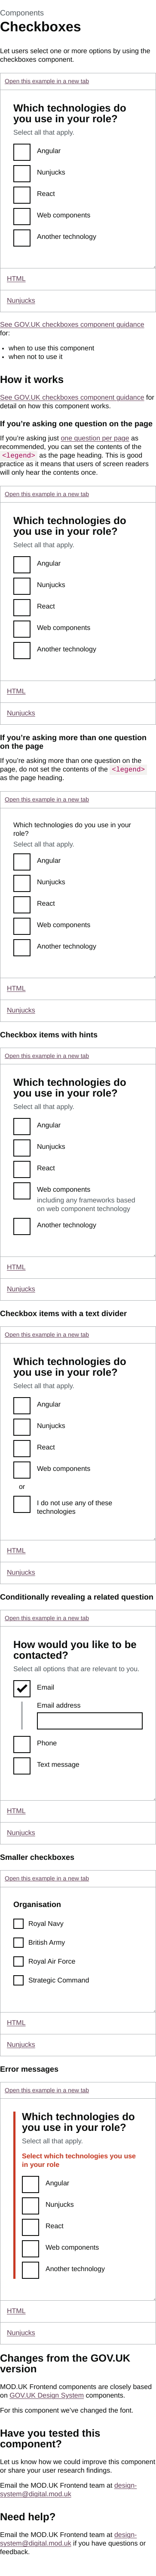 Components
Checkboxes
Let users select one or more options by using the
checkboxes component.
Open this example in a new tab
Which technologies do
you use in your role?
Select all that apply.
Angular
Nunjucks
React
Web components
Another technology
HTML
Nunjucks
See GOV.UK checkboxes component guidance
for:
• when to use this component
• when not to use it
How it works
See GOV.UK checkboxes component guidance for
detail on how this component works.
If you’re asking one question on the page
If you’re asking just one question per page as
recommended, you can set the contents of the
<legend> as the page heading. This is good
practice as it means that users of screen readers
will only hear the contents once.
Open this example in a new tab
Which technologies do
you use in your role?
Select all that apply.
Angular
Nunjucks
React
Web components
Another technology
HTML
Nunjucks
If you’re asking more than one question
on the page
If you’re asking more than one question on the
page, do not set the contents of the <legend>
as the page heading.
Open this example in a new tab
Which technologies do you use in your
role?
Select all that apply.
Angular
Nunjucks
React
Web components
Another technology
HTML
Nunjucks
Checkbox items with hints
Open this example in a new tab
Which technologies do
you use in your role?
Select all that apply.
Angular
Nunjucks
React
Web components
including any frameworks based
on web component technology
Another technology
HTML
Nunjucks
Checkbox items with a text divider
Open this example in a new tab
Which technologies do
you use in your role?
Select all that apply.
Angular
Nunjucks
React
Web components
or
I do not use any of these
technologies
HTML
Nunjucks
Conditionally revealing a related question
Open this example in a new tab
How would you like to be
contacted?
Select all options that are relevant to you.
Email
Email address
Phone
Text message
HTML
Nunjucks
Smaller checkboxes
Open this example in a new tab
Organisation
Royal Navy
British Army
Royal Air Force
Strategic Command
HTML
Nunjucks
Error messages
Open this example in a new tab
Which technologies do
you use in your role?
Select all that apply.
Select which technologies you use
in your role
Angular
Nunjucks
React
Web components
Another technology
HTML
Nunjucks
Changes from the GOV.UK
version
MOD.UK Frontend components are closely based
on GOV.UK Design System components.
For this component we’ve changed the font.
Have you tested this
component?
Let us know how we could improve this component
or share your user research findings.
Email the MOD.UK Frontend team at design-
system@digital.mod.uk
Need help?
Email the MOD.UK Frontend team at design-
system@digital.mod.uk if you have questions or
feedback.